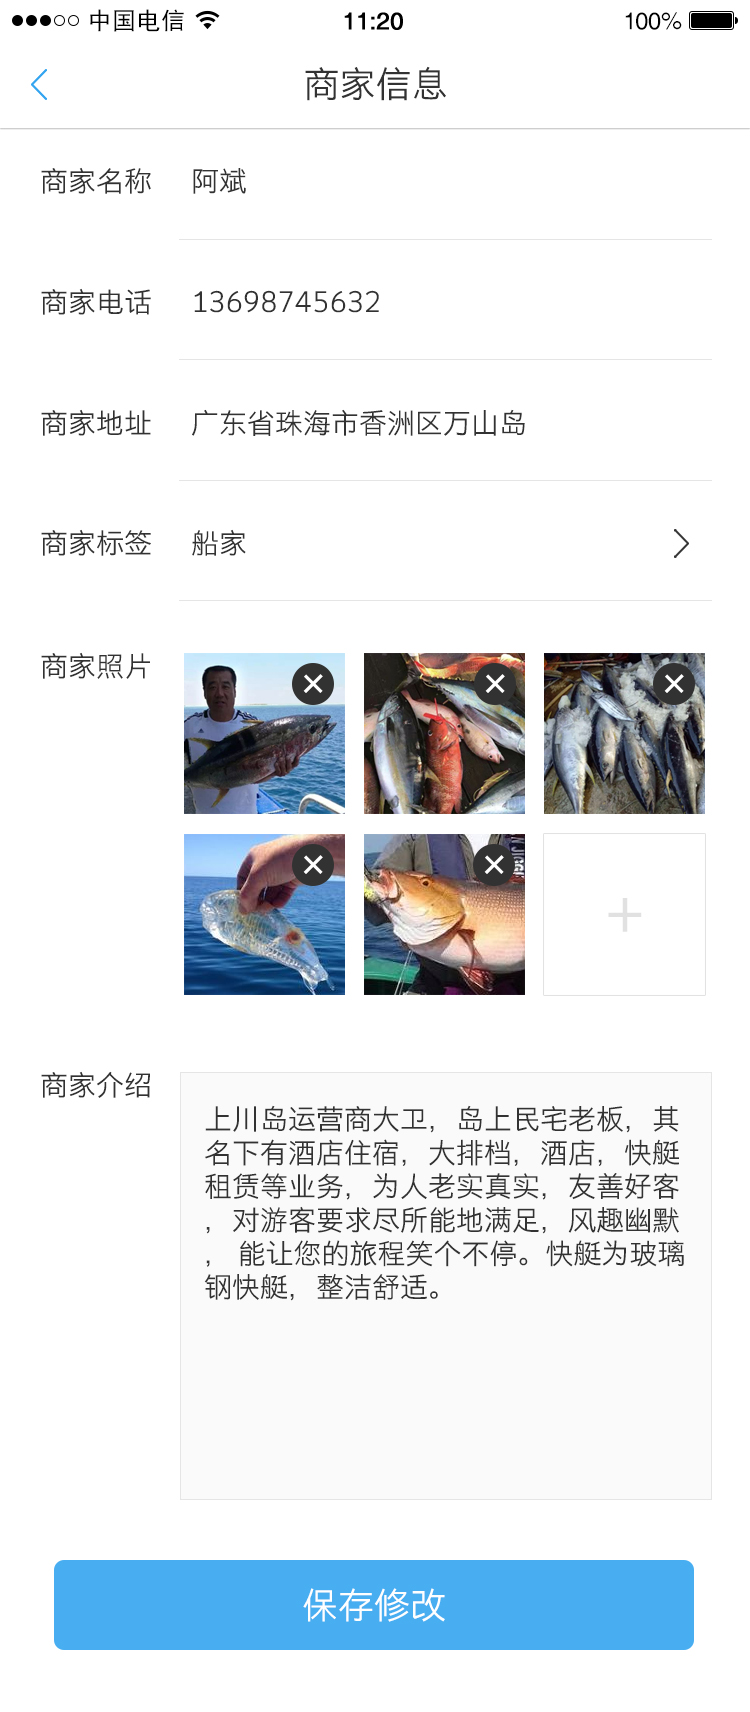 中国电信 11:20 100%
商家信息
商家名称 阿斌
商家电话 13698745632
商家地址 广东省珠海市香洲区万山岛
商家标签 船家
商家照片
商家介绍
上川岛运营商大卫，岛上民宅老板，其
名下有酒店住宿，大排档，酒店，快艇
租赁等业务，为人老实真实，友善好客
，对游客要求尽所能地满足，风趣幽默
， 能让您的旅程笑个不停。快艇为玻璃
钢快艇，整洁舒适。
保存修改